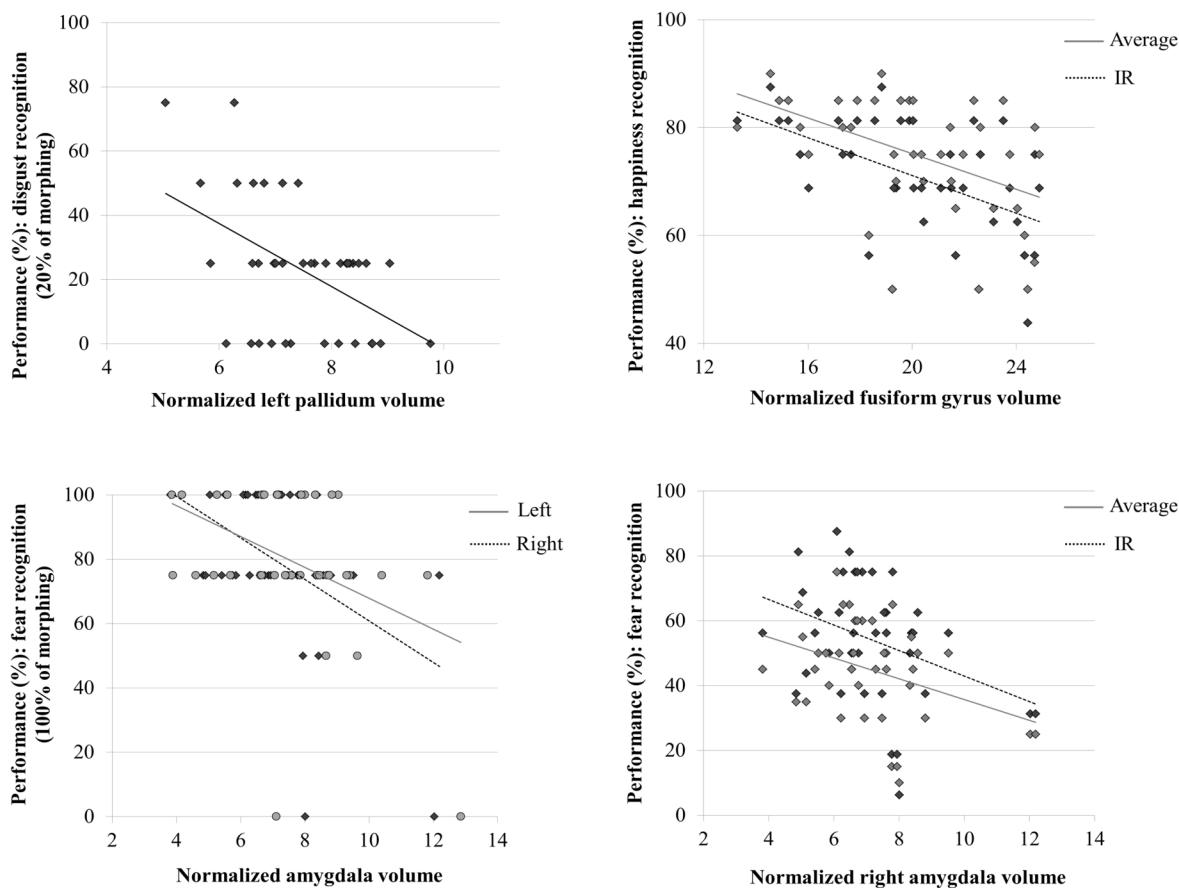 Performance (%): disgust recognition
(20% of morphing)
100
80
60
40
20
0
4
6
8
10
Normalized left pallidum volume
Performance (%): happiness recognition
100
80
60
40
12
16
20
24
Normalized fusiform gyrus volume
Average
IR
Performance (%): fear recognition
(100% of morphing)
100
80
60
40
20
0
2
4
6
8
10
12
14
Normalized amygdala volume
Left
Right
Performance (%): fear recognition
100
80
60
40
20
0
2
4
6
8
10
12
14
Normalized right amygdala volume
Average
IR